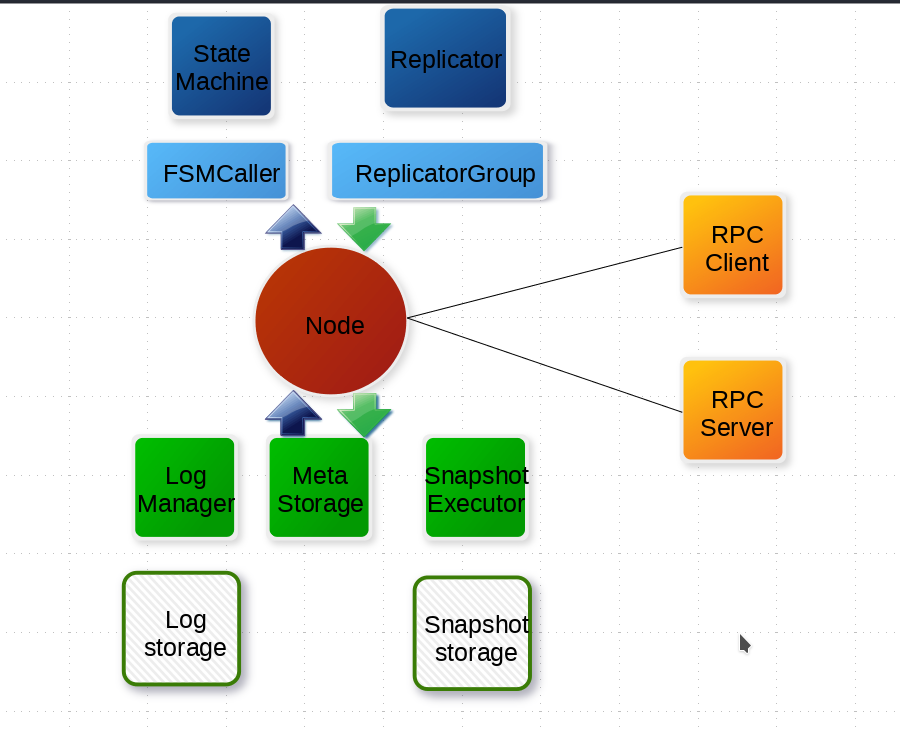 State
Machine
Replicator
FSMCaller
ReplicatorGroup
RPC
Client
Node
RPC
Server
Log
Manager
Meta
Storage
Snapshot
Executor
Log
storage
Snapshot
storage